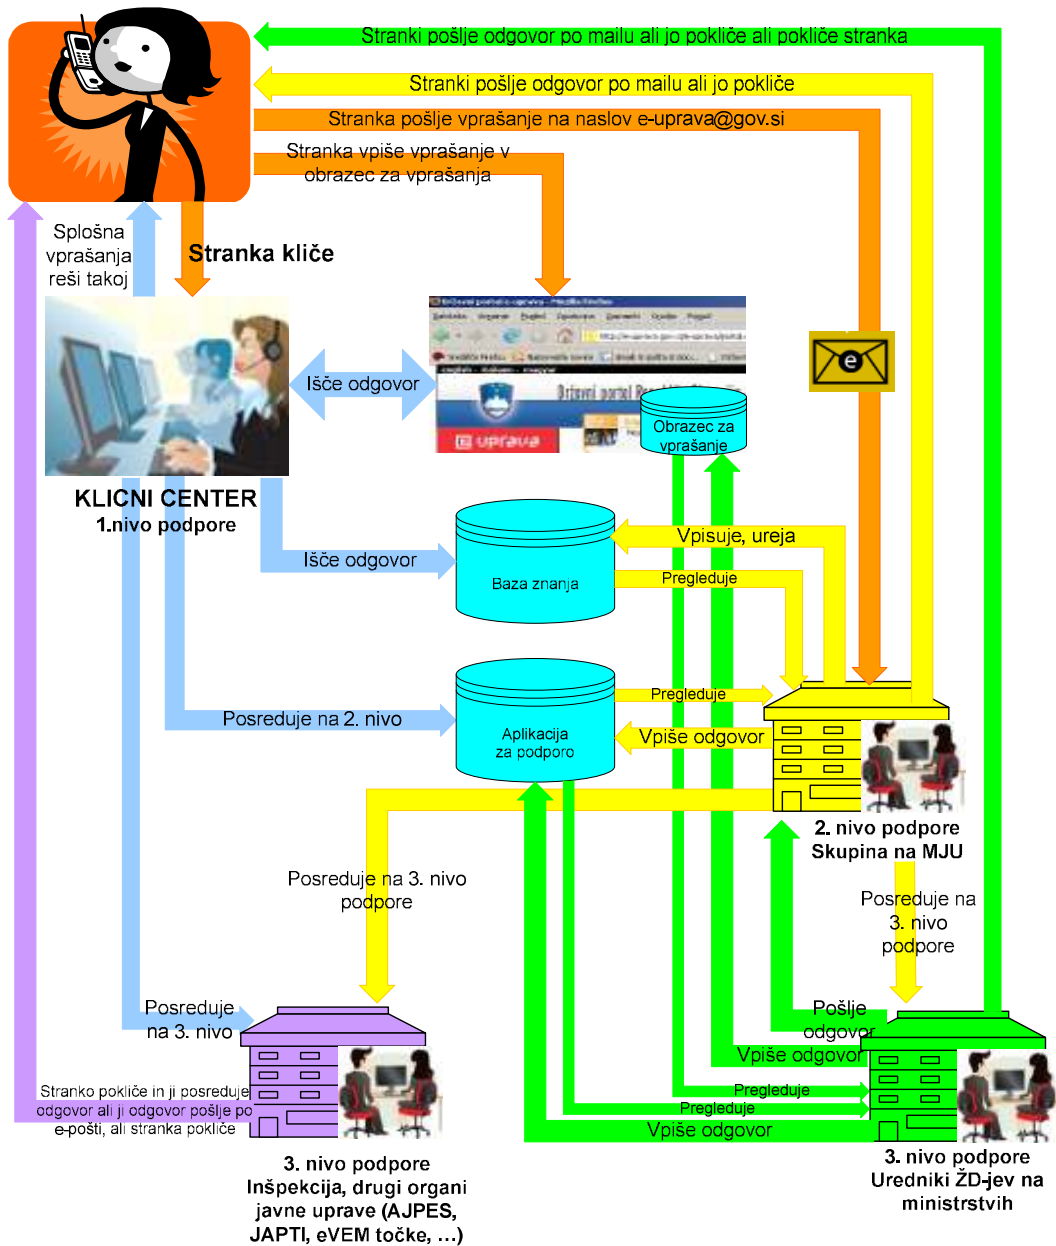 Stranki pošlje odgovor po mailu ali jo pokliče ali pokliče stranka
Stranki pošlje odgovor po mailu ali jo pokliče
Stranka pošlje vprašanje na naslov e-uprava@gov.si
Stranka vpiše vprašanje v
obrazec za vprašanja
Splošna
vprašanja
reši takoj
Stranka kliče
Išče odgovor
e uprava
Obrazec za
vprašanje
e
KLICNI CENTER
1.nivo podpore
Vpisuje, ureja
Išče odgovor
Baza znanja
Pregleduje
Pregleduje
Posreduje na 2. nivo
Aplikacija
za podporo
Vpiše odgovor
2. nivo podpore
Skupina na MJU
Posreduje na 3. nivo
podpore
Posreduje na
3. nivo
podpore
Posreduje
na 3. nivo
Pošlje
odgovor
Vpiše odgovor
Stranko pokliče in ji posreduje
odgovor ali ji odgovor pošlje po
e-pošti, ali stranka pokliče
Pregleduje
Pregleduje
Vpiše odgovor
3. nivo podpore
Inšpekcija, drugi organi
javne uprave (AJPES,
JAPTI, eVEM točke, ...)
3. nivo podpore
Uredniki ŽD-jev na
ministrstvih